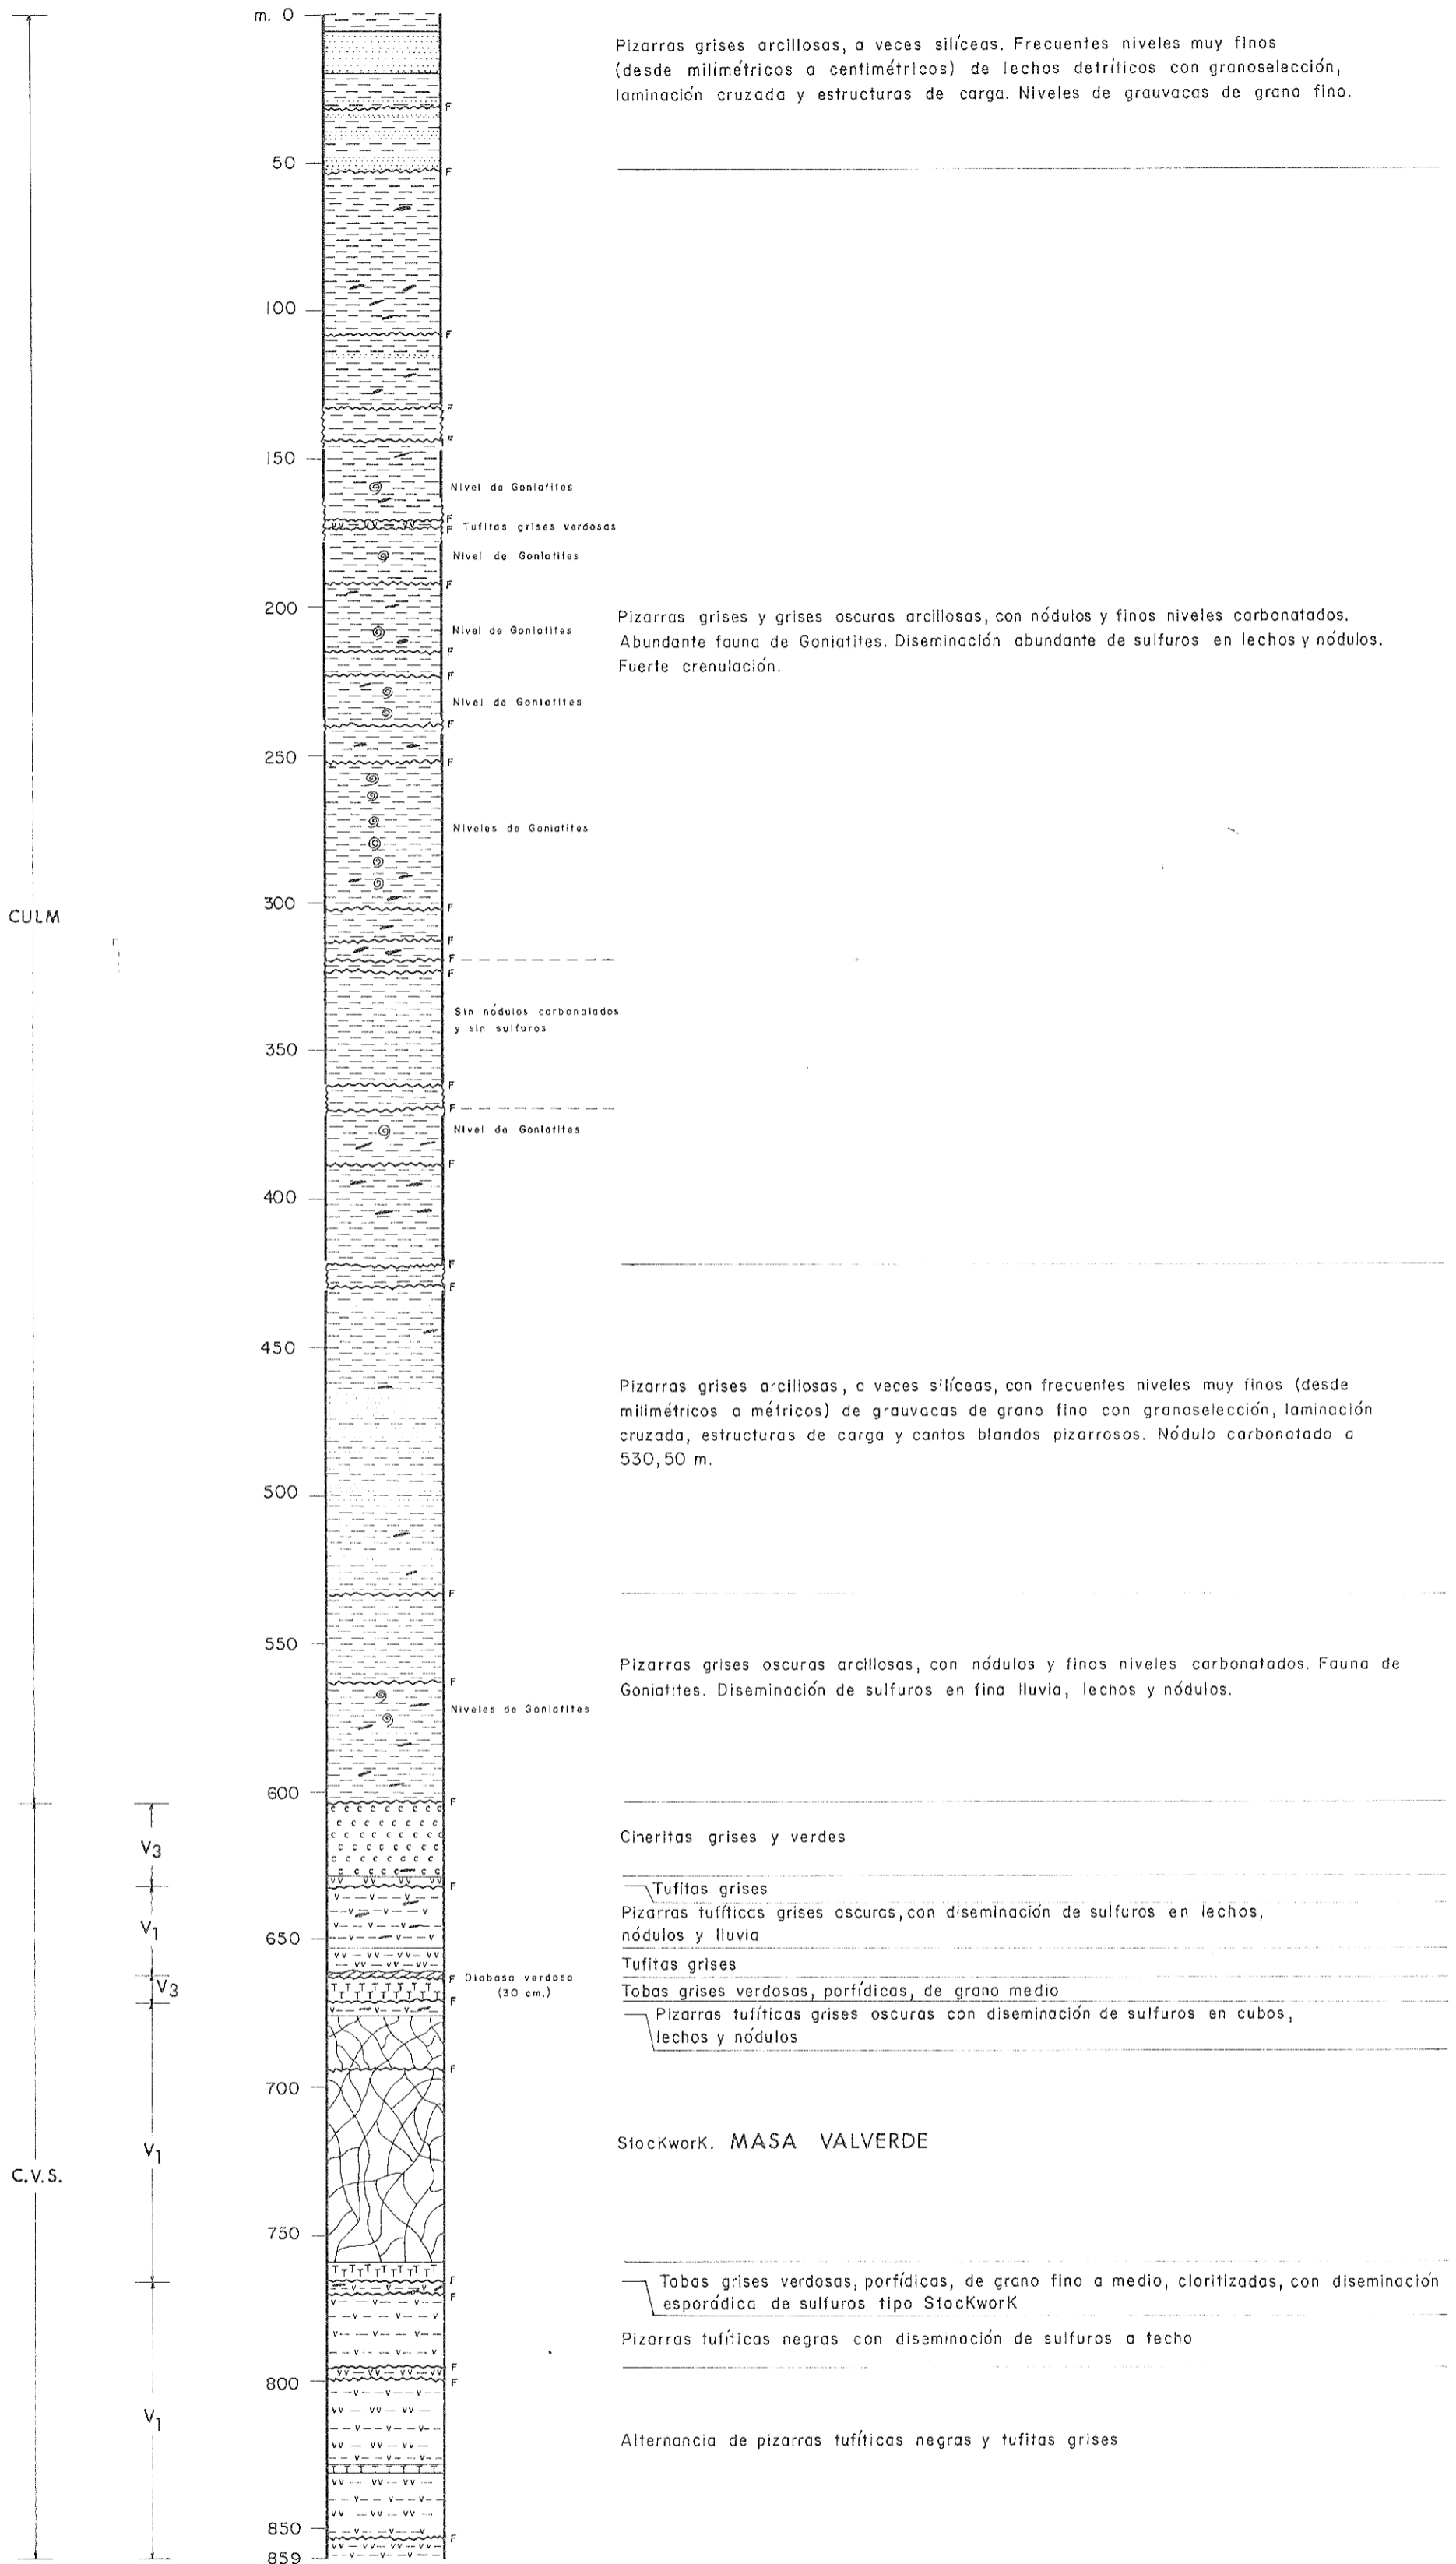 m. 0
Pizarras grises arcillosas, a veces silíceas. Frecuentes niveles muy finos
(desde milimétricos a centimétricos) de lechos detríticos con granoselección,
laminación cruzada y estructuras de carga. Niveles de grauvacas de grano fino.
F
50
F
100
F
F
F
150
Nivel de Goniatites
F
F Tufitas grises verdosas
Nivel de Goniatites
F
200
Pizarras grises y grises oscuras arcillosas, con nódulos y finos niveles carbonatados.
Nivel de Goniatites
Abundante fauna de Goniatites. Diseminación abundante de sulfuros en lechos y nódulos.
F
Fuerte crenulación.
F
Nivel de Goniatites
F
250
F
Niveles de Goniatites
300
F
CULM
F
F
F
Sin nódulos carbonatados
y sin sulfuros
350
F
F
Nivel de Goniatites
F
400
F
F
450
Pizarras grises arcillosas, a veces silíceas, con frecuentes niveles muy finos (desde
milimétricos a métricos) de grauvacas de grano fino con granoselección, laminación
cruzada, estructuras de carga y cantos blandos pizarrosos. Nódulo carbonatado a
530,50 m.
500
F
550
Pizarras grises oscuras arcillosas, con nódulos y finos niveles carbonatados. Fauna de
F
Goniatites. Diseminación de sulfuros en fina lluvia, lechos y nódulos.
Niveles de Goniatites
600
F
V3
Cineritas grises y verdes
F
Tufitas grises
Pizarras tufíticas grises oscuras, con diseminación de sulfuros en lechos,
V1
nódulos y lluvia
650
Tufitas grises
F Diabasa verdosa
(30 cm.)
V3
Tobas grises verdosas, porfídicas, de grano medio
F
Pizarras tufíticas grises oscuras con diseminación de sulfuros en cubos,
lechos y nódulos
F
700
StocKworK. MASA VALVERDE
V1
C.V.S.
750
F
Tobas grises verdosas, porfídicas, de grano fino a medio, cloritizadas, con diseminación
F
esporádica de sulfuros tipo StocKworK
Pizarras tufíticas negras con diseminación de sulfuros a techo
F
800
F
V1
Alternancia de pizarras tufíticas negras y tufitas grises
850
F
859